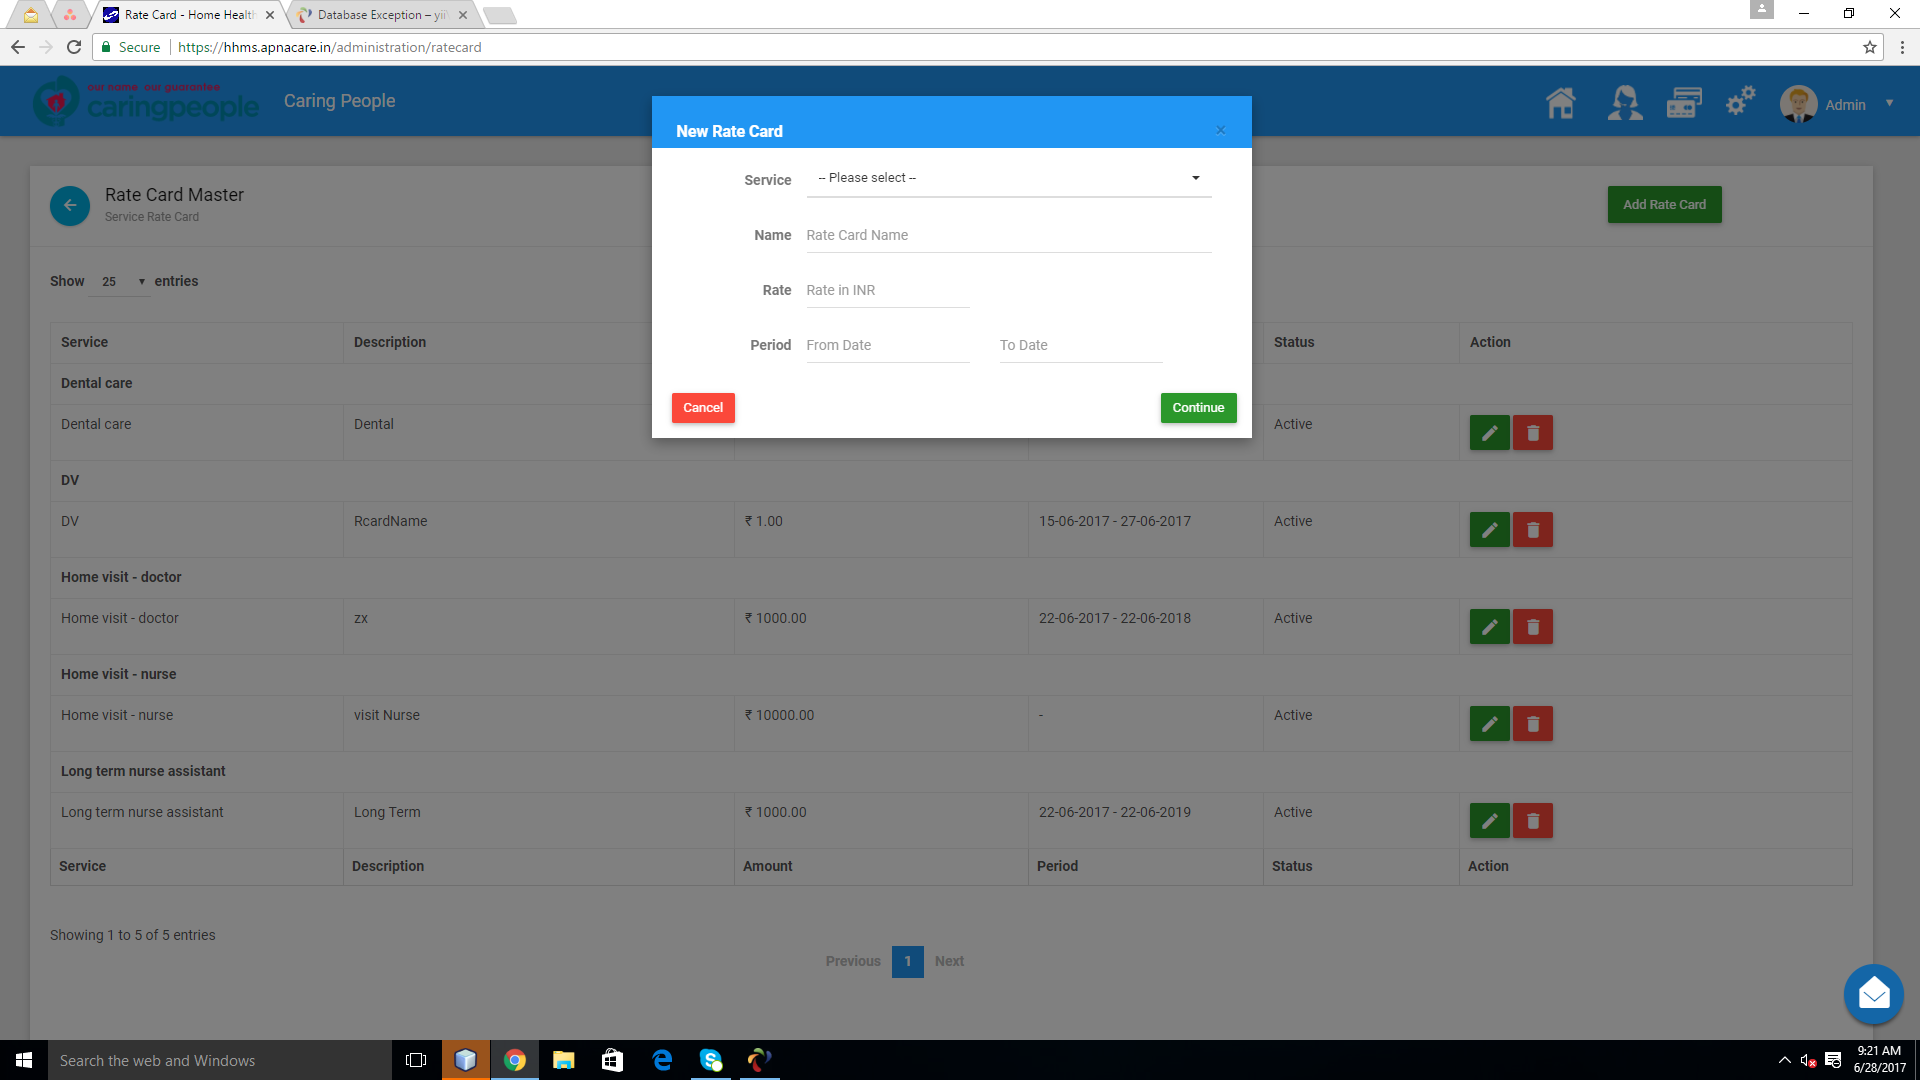 Rate Card - Home Health
Database Exception – yii
Secure
https://hhms.apnacare.in/administration/ratecard
our name our guarantee
caringpeople
Caring People
Admin
New Rate Card
×
Service
-- Please select --
Name
Rate Card Name
Rate
Rate in INR
Period
From Date
To Date
Cancel
Continue
Rate Card Master
Service Rate Card
Add Rate Card
Show 25 entries
Service Description Status Action
Dental care
Dental care Dental Active
DV
DV RcardName ₹ 1.00 15-06-2017 - 27-06-2017 Active
Home visit - doctor
Home visit - doctor zx ₹ 1000.00 22-06-2017 - 22-06-2018 Active
Home visit - nurse
Home visit - nurse visit Nurse ₹ 10000.00 - Active
Long term nurse assistant
Long term nurse assistant Long Term ₹ 1000.00 22-06-2017 - 22-06-2019 Active
Service Description Amount Period Status Action
Showing 1 to 5 of 5 entries
Previous 1 Next
Search the web and Windows
9:21 AM
6/28/2017